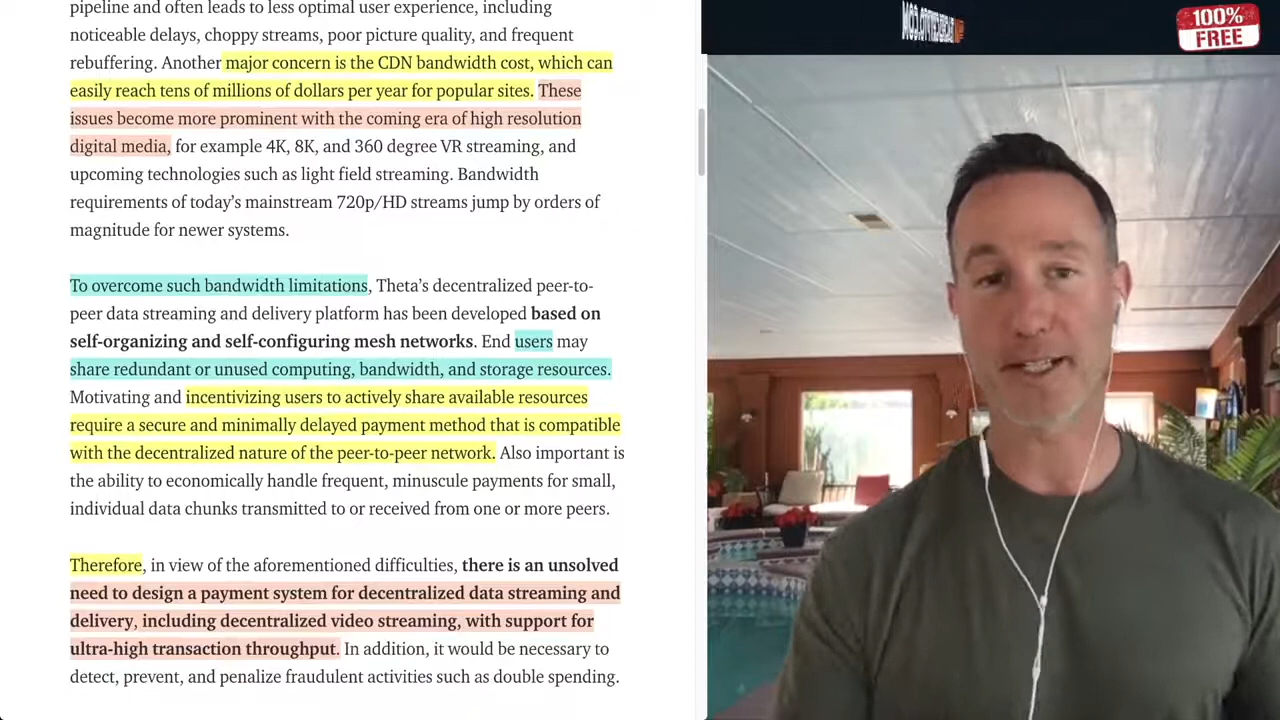 pipeline and often leads to less optimal user experience, including
noticeable delays, choppy streams, poor picture quality, and frequent
rebuffering. Another major concern is the CDN bandwidth cost, which can
easily reach tens of millions of dollars per year for popular sites. These
issues become more prominent with the coming era of high resolution
digital media, for example 4K, 8K, and 360 degree VR streaming, and
upcoming technologies such as light field streaming. Bandwidth
requirements of today’s mainstream 720p/HD streams jump by orders of
magnitude for newer systems.
To overcome such bandwidth limitations, Theta’s decentralized peer-to-
peer data streaming and delivery platform has been developed based on
self-organizing and self-configuring mesh networks. End users may
share redundant or unused computing, bandwidth, and storage resources.
Motivating and incentivizing users to actively share available resources
require a secure and minimally delayed payment method that is compatible
with the decentralized nature of the peer-to-peer network. Also important is
the ability to economically handle frequent, minuscule payments for small,
individual data chunks transmitted to or received from one or more peers.
Therefore, in view of the aforementioned difficulties, there is an unsolved
need to design a payment system for decentralized data streaming and
delivery, including decentralized video streaming, with support for
ultra-high transaction throughput. In addition, it would be necessary to
detect, prevent, and penalize fraudulent activities such as double spending.
100%
FREE